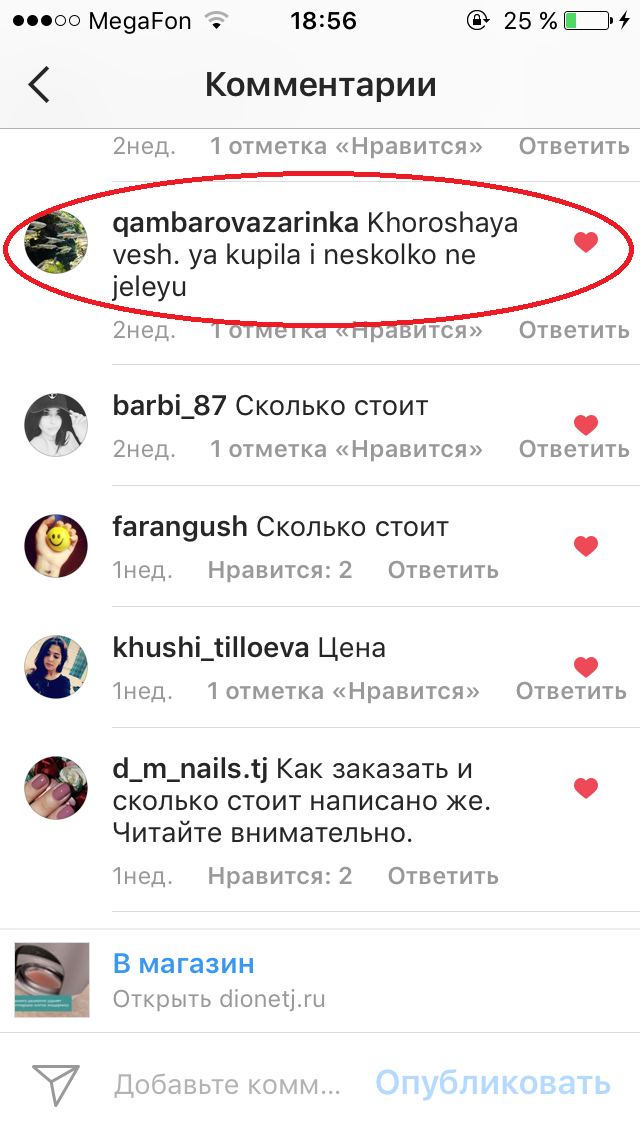 MegaFon 18:56 25 %
Комментарии
2нед. 1 отметка «Нравится» Ответить
qambarovazarinka Khoroshaya
vesh. ya kupila i neskolko ne
jeleyu
2нед. 1 отметка «Нравится» Ответить
barbi_87 Сколько стоит
2нед. 1 отметка «Нравится» Ответить
farangush Сколько стоит
1нед. Нравится: 2 Ответить
khushi_tilloeva Цена
1нед. 1 отметка «Нравится» Ответить
d_m_nails.tj Как заказать и
сколько стоит написано же.
Читайте внимательно.
1нед. Нравится: 2 Ответить
В магазин
Открыть dionetj.ru
Добавьте комм... Опубликовать